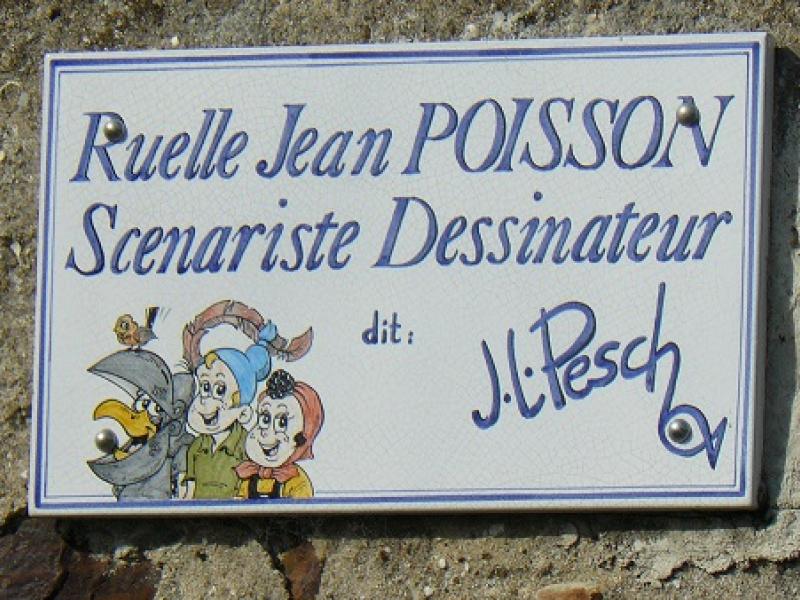 Ruelle Jean POISSON
Scenariste Dessinateur
dit:
J.L. Pesch